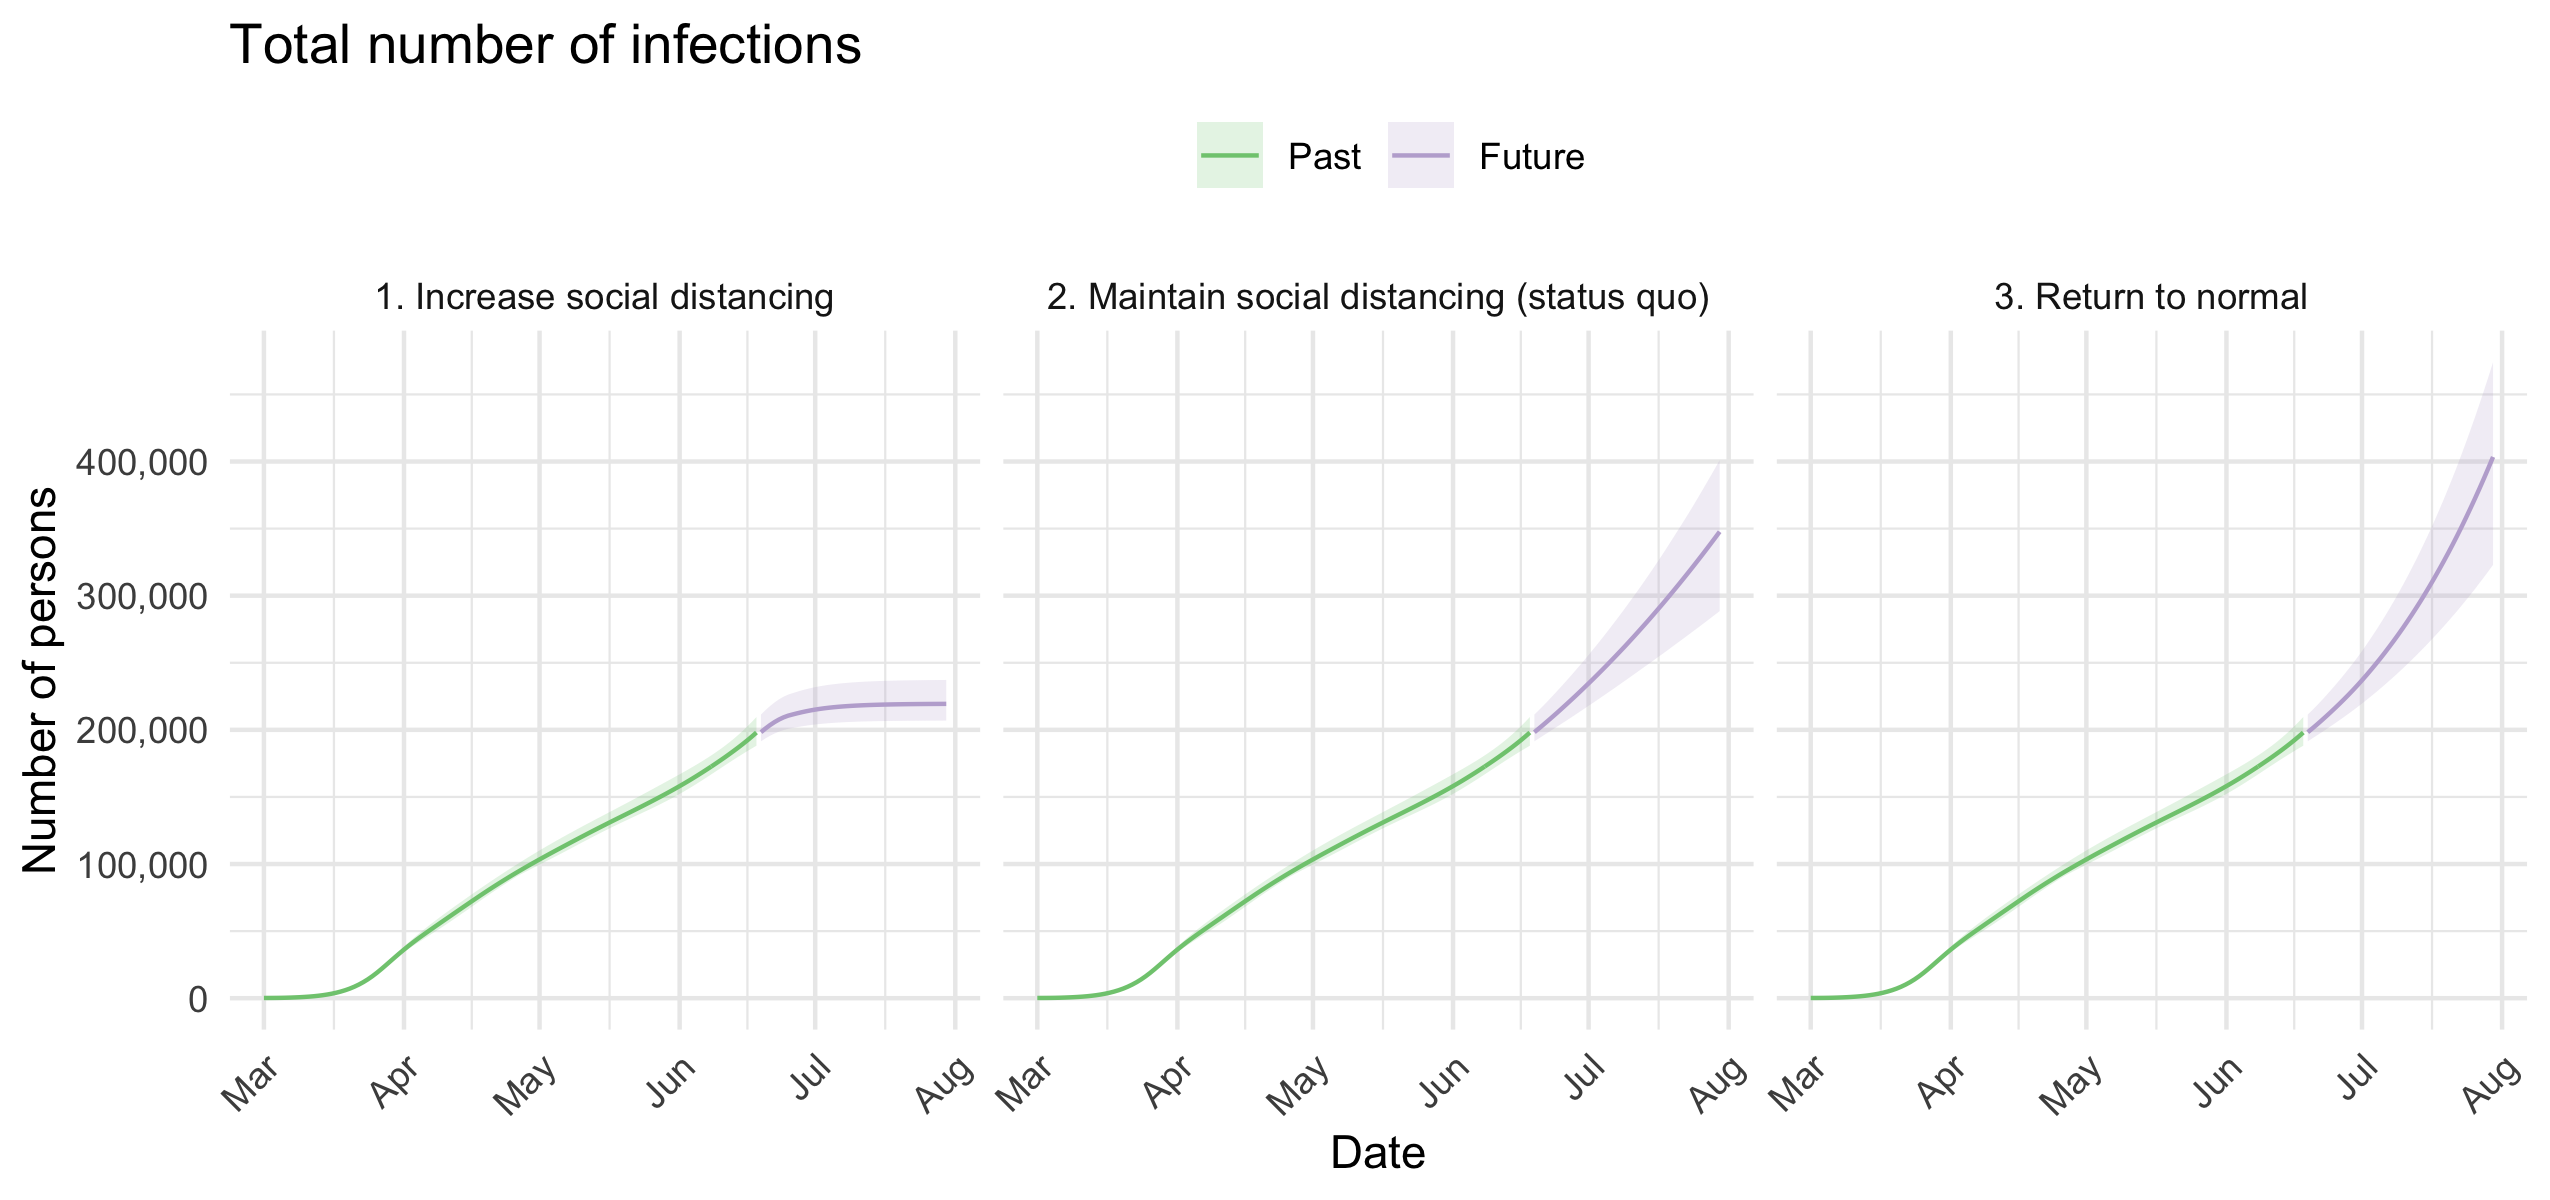 Total number of infections
Past Future
1. Increase social distancing
2. Maintain social distancing (status quo)
3. Return to normal
Number of persons
400,000
300,000
200,000
100,000
0
Mar Apr May Jun Jul Aug
Mar Apr May Jun Jul Aug
Mar Apr May Jun Jul Aug
Date